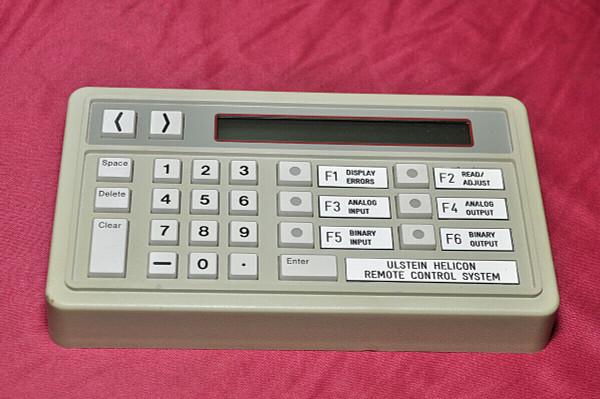 < >
Space 1 2 3 F1 DISPLAY ERRORS F2 READ/ ADJUST
Delete 4 5 6 F3 ANALOG INPUT F4 ANALOG OUTPUT
Clear 7 8 9 F5 BINARY INPUT F6 BINARY OUTPUT
— 0 . Enter
ULSTEIN HELICON
REMOTE CONTROL SYSTEM